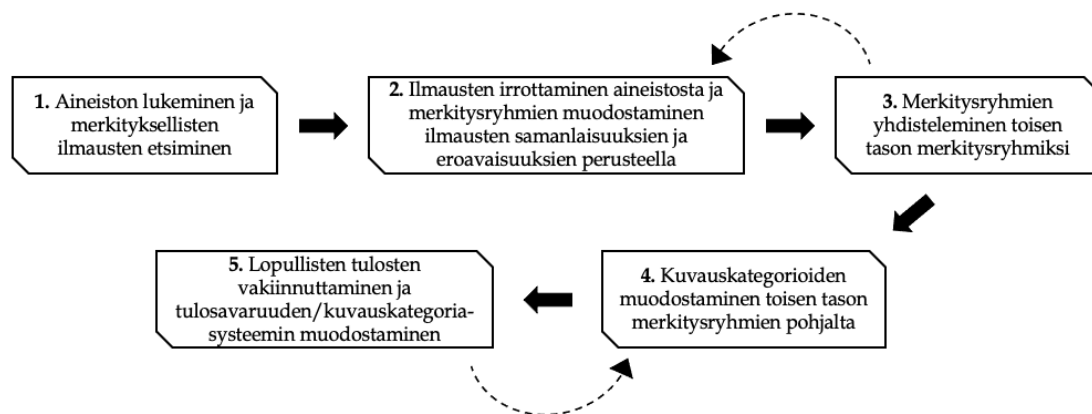 1. Aineiston lukeminen ja
merkityksellisten
ilmausten etsiminen
2. Ilmausten irrottaminen aineistosta ja
merkitysryhmien muodostaminen
ilmausten samanlaisuuksien ja
eroavaisuuksien perusteella
3. Merkitysryhmien
yhdisteleminen toisen
tason merkitysryhmiksi
4. Kuvauskategorioiden
muodostaminen toisen tason
merkitysryhmien pohjalta
5. Lopullisten tulosten
vakiinnuttaminen ja
tulosavaruuden/kuvauskategoria-
systeemin muodostaminen